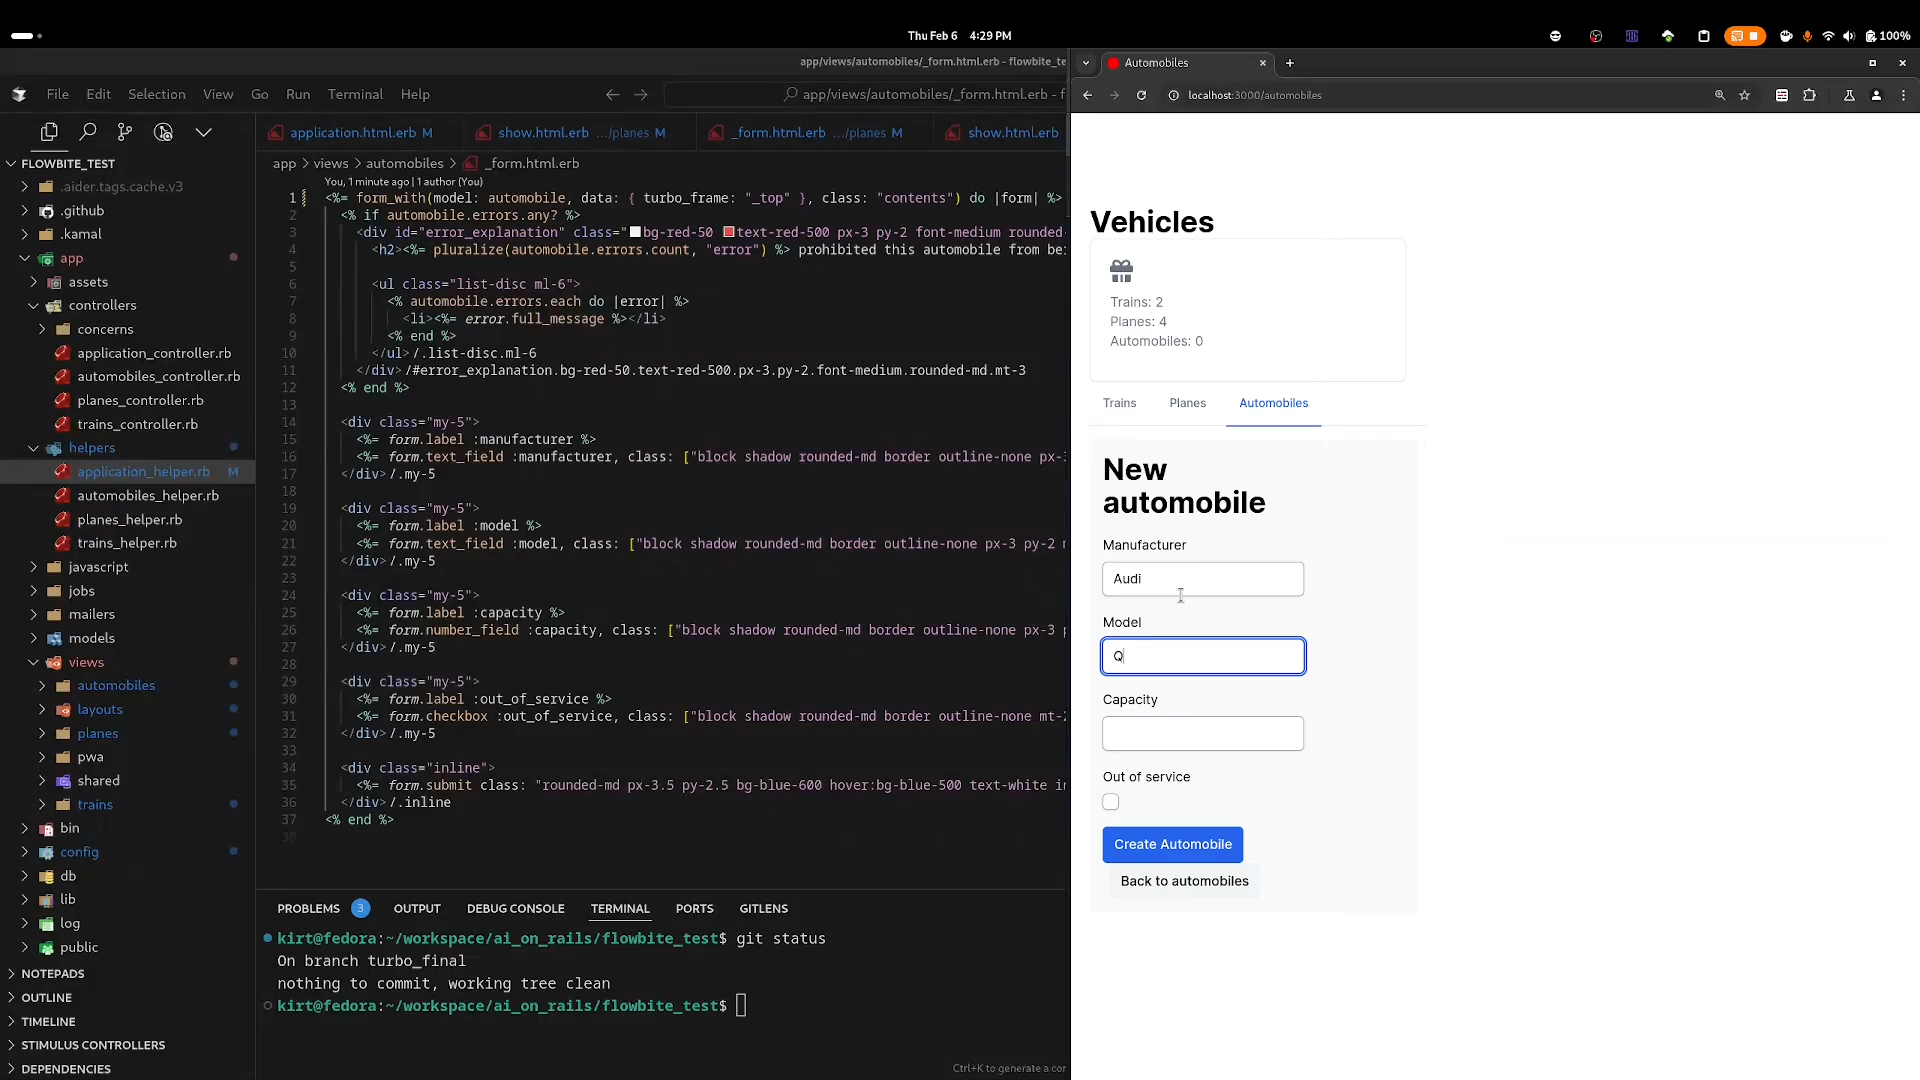 Thu Feb 6 4:29 PM
100%
app/views/automobiles/_form.html.erb - flowbite_te
File Edit Selection View Go Run Terminal Help
app/views/automobiles/_form.html.erb - f
application.html.erb M
show.html.erb .../planes M
_form.html.erb .../planes M
show.html.erb
FLOWBITE_TEST
.aider.tags.cache.v3
.github
.kamal
app
assets
controllers
concerns
application_controller.rb
automobiles_controller.rb
planes_controller.rb
trains_controller.rb
helpers
application_helper.rb M
automobiles_helper.rb
planes_helper.rb
trains_helper.rb
javascript
jobs
mailers
models
views
automobiles
layouts
planes
pwa
shared
trains
bin
config
db
lib
log
public
NOTEPADS
OUTLINE
TIMELINE
STIMULUS CONTROLLERS
DEPENDENCIES
app > views > automobiles > _form.html.erb
You, 1 minute ago | 1 author (You)
1 <%= form_with(model: automobile, data: { turbo_frame: "_top" }, class: "contents") do |form| %>
2 <% if automobile.errors.any? %>
3 <div id="error_explanation" class="bg-red-50 text-red-500 px-3 py-2 font-medium rounded-
4 <h2><%= pluralize(automobile.errors.count, "error") %> prohibited this automobile from bei
5
6 <ul class="list-disc ml-6">
7 <% automobile.errors.each do |error| %>
8 <li><%= error.full_message %></li>
9 <% end %>
10 </ul>/.list-disc.ml-6
11 </div>/#error_explanation.bg-red-50.text-red-500.px-3.py-2.font-medium.rounded-md.mt-3
12 <% end %>
13
14 <div class="my-5">
15 <%= form.label :manufacturer %>
16 <%= form.text_field :manufacturer, class: ["block shadow rounded-md border outline-none px-3
17 </div>/.my-5
18
19 <div class="my-5">
20 <%= form.label :model %>
21 <%= form.text_field :model, class: ["block shadow rounded-md border outline-none px-3 py-2 m
22 </div>/.my-5
23
24 <div class="my-5">
25 <%= form.label :capacity %>
26 <%= form.number_field :capacity, class: ["block shadow rounded-md border outline-none px-3 p
27 </div>/.my-5
28
29 <div class="my-5">
30 <%= form.label :out_of_service %>
31 <%= form.checkbox :out_of_service, class: ["block shadow rounded-md border outline-none mt-2
32 </div>/.my-5
33
34 <div class="inline">
35 <%= form.submit class: "rounded-md px-3.5 py-2.5 bg-blue-600 hover:bg-blue-500 text-white in
36 </div>/.inline
37 <% end %>
38
PROBLEMS 3 OUTPUT DEBUG CONSOLE TERMINAL PORTS GITLENS
kirt@fedora:~/workspace/ai_on_rails/flowbite_test$ git status
On branch turbo_final
nothing to commit, working tree clean
kirt@fedora:~/workspace/ai_on_rails/flowbite_test$
Ctrl+K to generate a com
Automobiles
localhost:3000/automobiles
Vehicles
Trains: 2
Planes: 4
Automobiles: 0
Trains Planes Automobiles
New
automobile
Manufacturer
Audi
Model
Q
Capacity
Out of service
Create Automobile
Back to automobiles